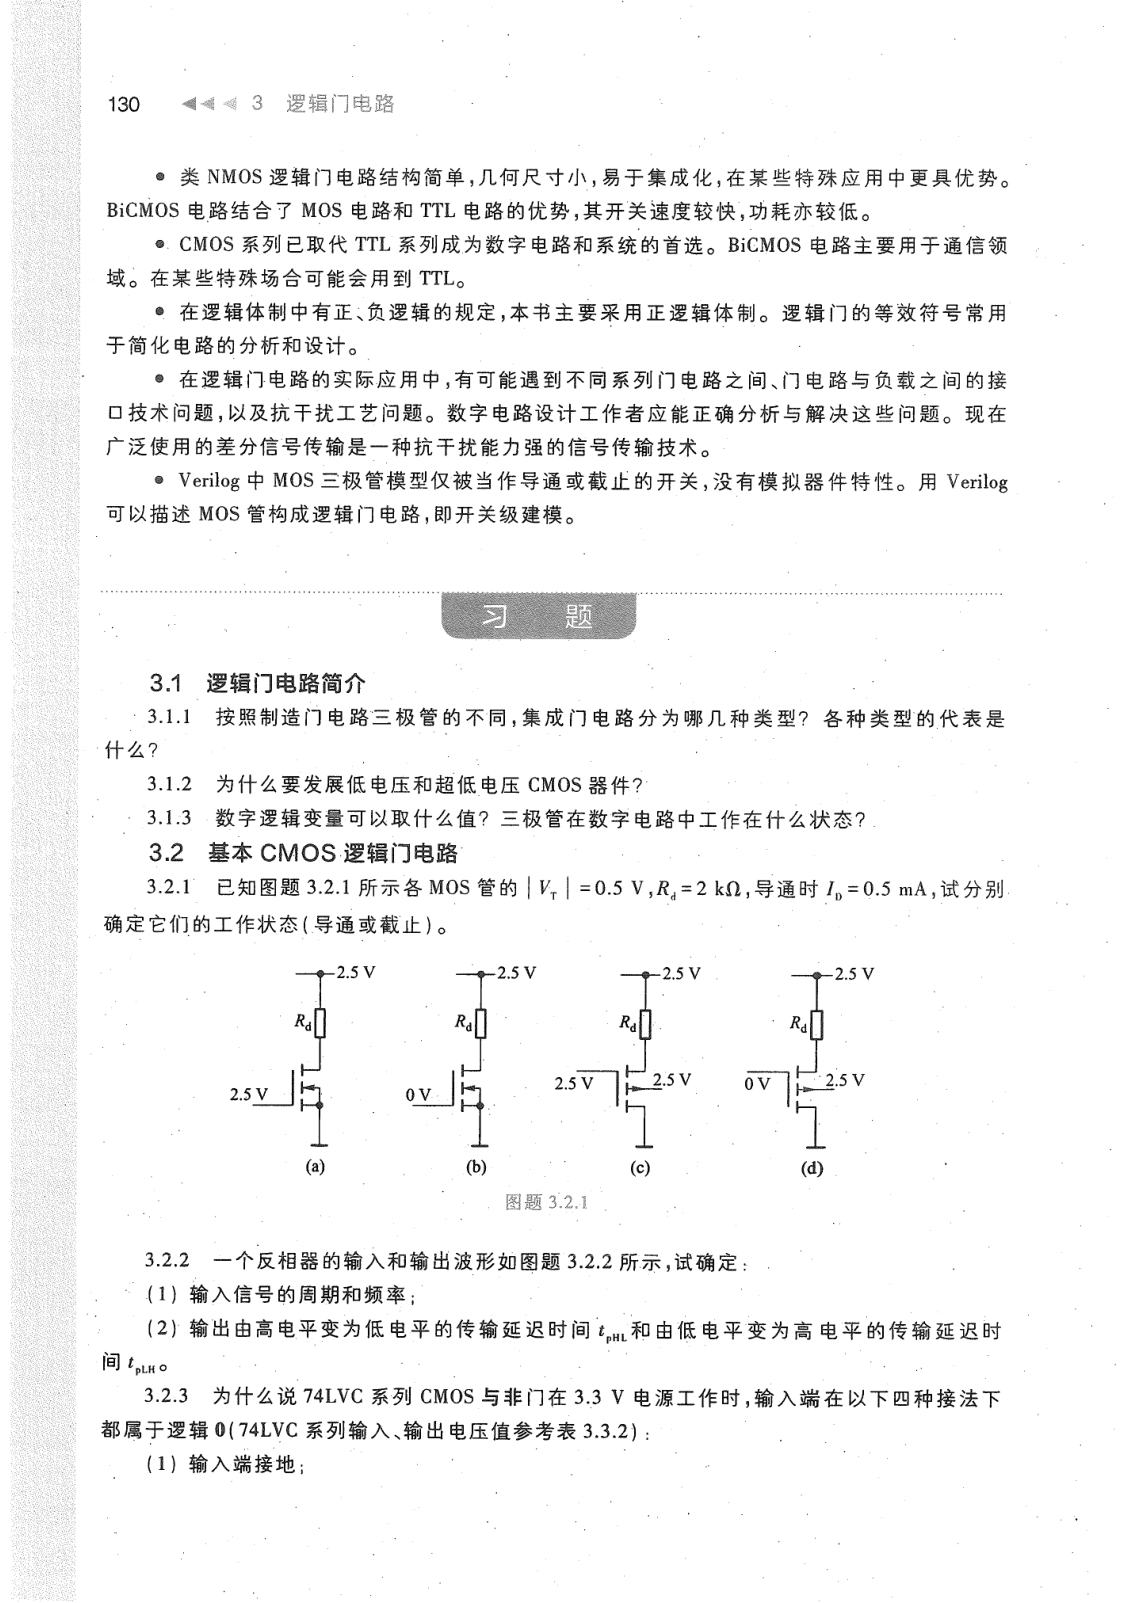 130 3 逻辑门电路
● 类 NMOS 逻辑门电路结构简单,几何尺寸小,易于集成化,在某些特殊应用中更具优势。
BiCMOS 电路结合了 MOS 电路和 TTL 电路的优势,其开关速度较快,功耗亦较低。
● CMOS 系列已取代 TTL 系列成为数字电路和系统的首选。BiCMOS 电路主要用于通信领
域。在某些特殊场合可能会用到 TTL。
● 在逻辑体制中有正、负逻辑的规定,本书主要采用正逻辑体制。逻辑门的等效符号常用
于简化电路的分析和设计。
● 在逻辑门电路的实际应用中,有可能遇到不同系列门电路之间、门电路与负载之间的接
口技术问题,以及抗干扰工艺问题。数字电路设计工作者应能正确分析与解决这些问题。现在
广泛使用的差分信号传输是一种抗干扰能力强的信号传输技术。
● Verilog 中 MOS 三极管模型仅被当作导通或截止的开关,没有模拟器件特性。用 Verilog
可以描述 MOS 管构成逻辑门电路,即开关级建模。
习 题
3.1 逻辑门电路简介
3.1.1 按照制造门电路三极管的不同,集成门电路分为哪几种类型? 各种类型的代表是
什么?
3.1.2 为什么要发展低电压和超低电压 CMOS 器件?
3.1.3 数字逻辑变量可以取什么值? 三极管在数字电路中工作在什么状态?
3.2 基本 CMOS 逻辑门电路
3.2.1 已知图题 3.2.1 所示各 MOS 管的 |V_T| =0.5 V,R_d=2 kΩ,导通时 I_D=0.5 mA,试分别
确定它们的工作状态(导通或截止)。
2.5 V 2.5 V 2.5 V 2.5 V
R_d R_d R_d R_d
2.5 V 0 V 2.5 V 2.5 V 0 V 2.5 V
(a) (b) (c) (d)
图题 3.2.1
3.2.2 一个反相器的输入和输出波形如图题 3.2.2 所示,试确定:
(1) 输入信号的周期和频率;
(2) 输出由高电平变为低电平的传输延迟时间 t_pHL 和由低电平变为高电平的传输延迟时
间 t_pLH。
3.2.3 为什么说 74LVC 系列 CMOS 与非门在 3.3 V 电源工作时,输入端在以下四种接法下
都属于逻辑 0(74LVC 系列输入、输出电压值参考表 3.3.2):
(1) 输入端接地;